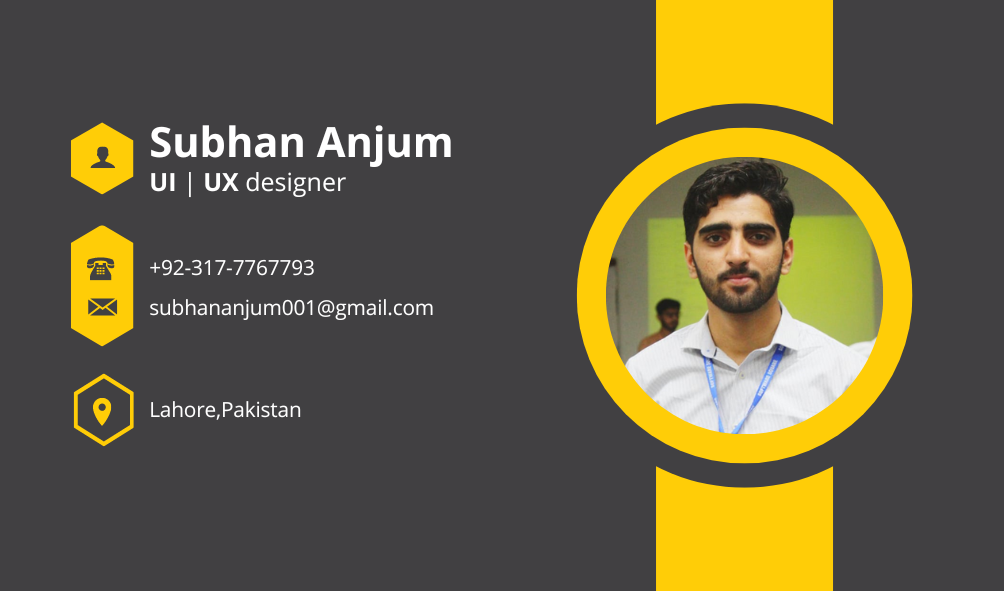 Subhan Anjum
UI | UX designer
+92-317-7767793
subhananjum001@gmail.com
Lahore,Pakistan